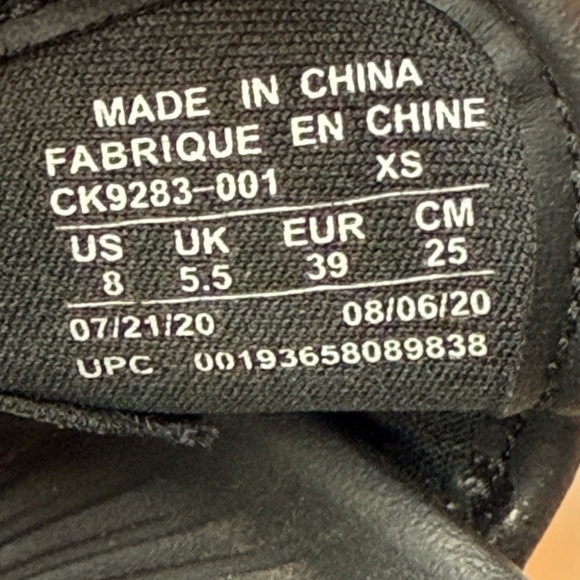 MADE IN CHINA
FABRIQUE EN CHINE
CK9283-001 XS
US UK EUR CM
8 5.5 39 25
07/21/20 08/06/20
UPC 00193658089838